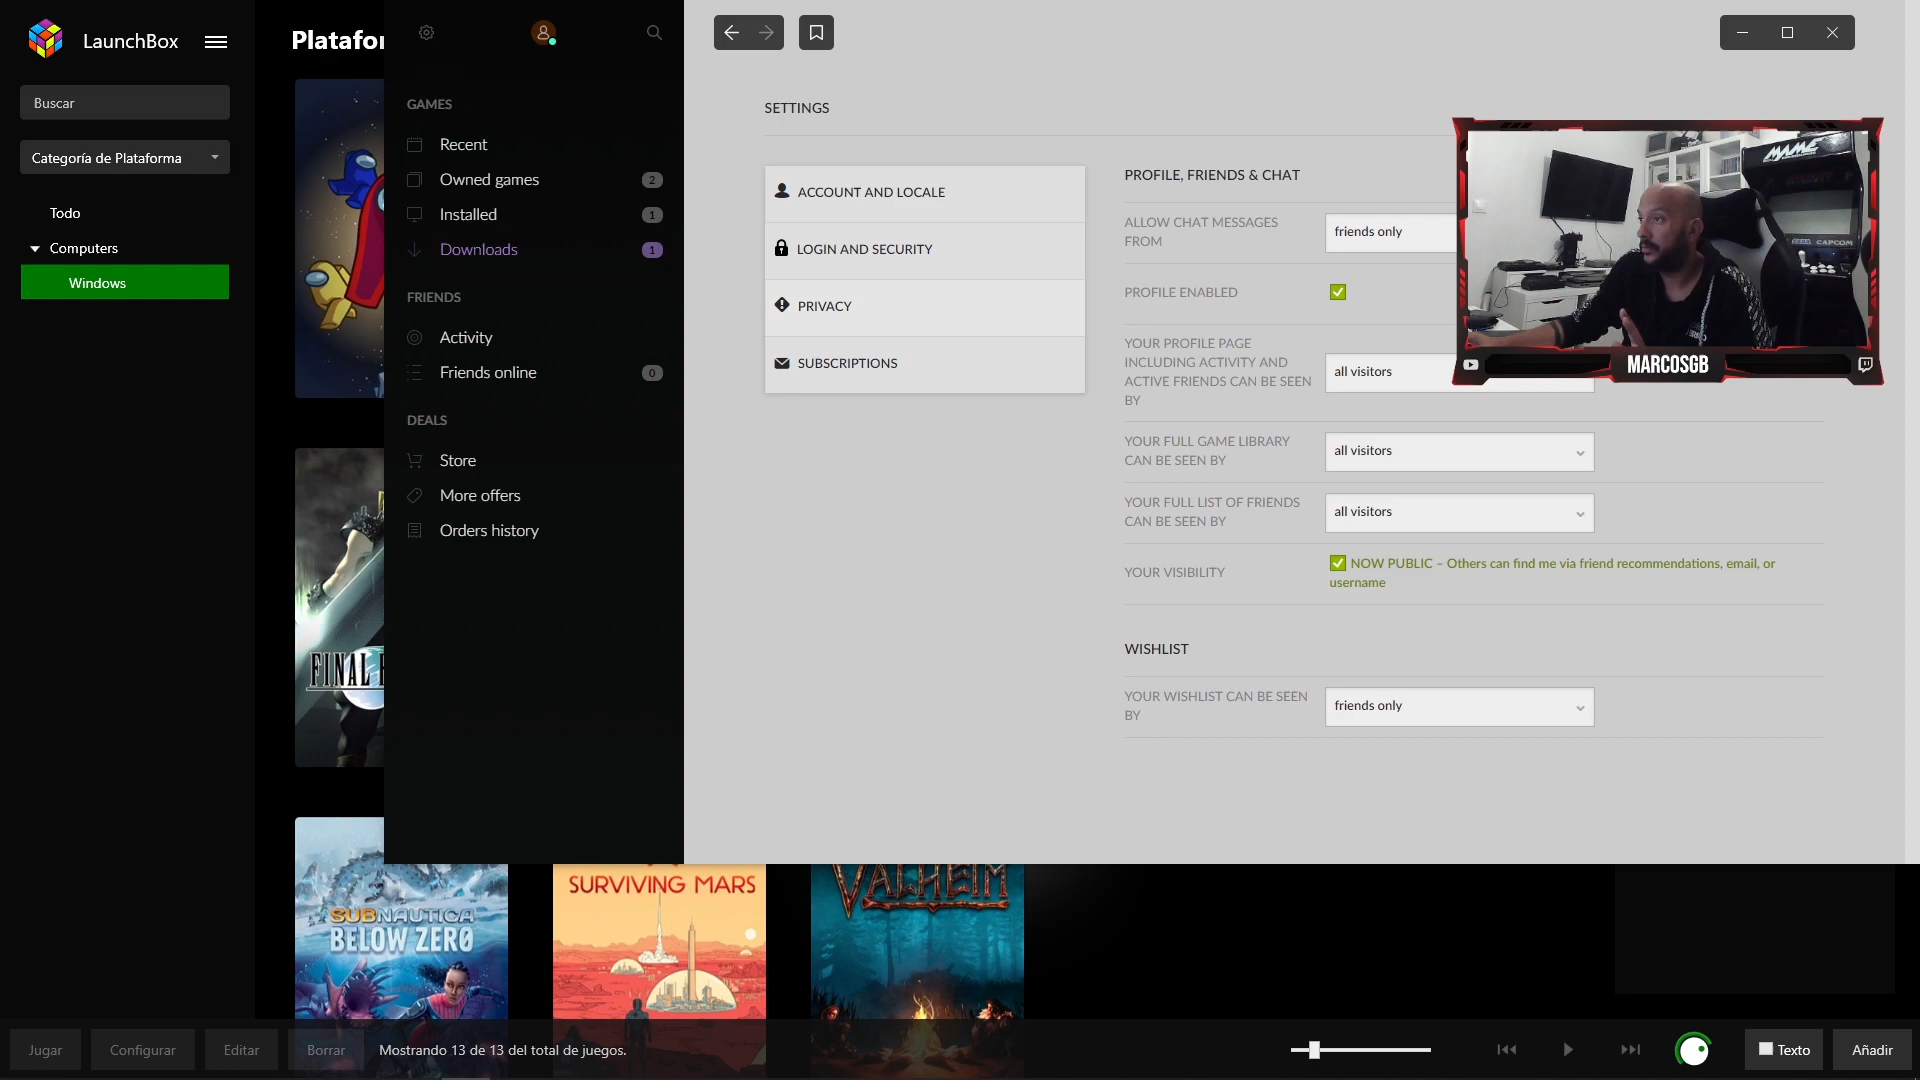 LaunchBox
Buscar
Categoría de Plataforma
Todo
Computers
Windows
Platafor
GAMES
Recent
Owned games 2
Installed 1
Downloads 1
FRIENDS
Activity
Friends online 0
DEALS
Store
More offers
Orders history
SETTINGS
ACCOUNT AND LOCALE
LOGIN AND SECURITY
PRIVACY
SUBSCRIPTIONS
PROFILE, FRIENDS & CHAT
ALLOW CHAT MESSAGES
FROM
friends only
PROFILE ENABLED
YOUR PROFILE PAGE
INCLUDING ACTIVITY AND
ACTIVE FRIENDS CAN BE SEEN
BY
all visitors
YOUR FULL GAME LIBRARY
CAN BE SEEN BY
all visitors
YOUR FULL LIST OF FRIENDS
CAN BE SEEN BY
all visitors
YOUR VISIBILITY
NOW PUBLIC – Others can find me via friend recommendations, email, or
username
WISHLIST
YOUR WISHLIST CAN BE SEEN
BY
friends only
MAME
SEGA CAPCOM
MARCOSGB
FINAL F
SUBNAUTICA
BELOW ZERO
SURVIVING MARS
VALHEIM
Jugar
Configurar
Editar
Borrar
Mostrando 13 de 13 del total de juegos.
Texto
Añadir